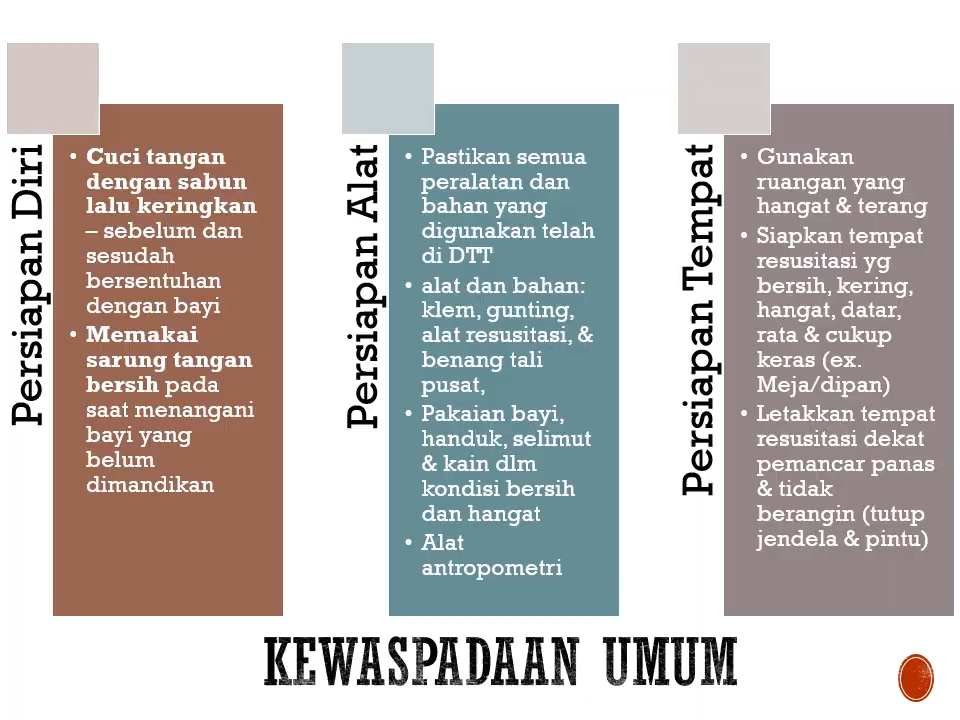 Persiapan Diri
• Cuci tangan
dengan sabun
lalu keringkan
– sebelum dan
sesudah
bersentuhan
dengan bayi
• Memakai
sarung tangan
bersih pada
saat menangani
bayi yang
belum
dimandikan
Persiapan Alat
• Pastikan semua
peralatan dan
bahan yang
digunakan telah
di DTT
• alat dan bahan:
klem, gunting,
alat resusitasi, &
benang tali
pusat,
• Pakaian bayi,
handuk, selimut
& kain dlm
kondisi bersih
dan hangat
• Alat
antropometri
Persiapan Tempat
• Gunakan
ruangan yang
hangat & terang
• Siapkan tempat
resusitasi yg
bersih, kering,
hangat, datar,
rata & cukup
keras (ex.
Meja/dipan)
• Letakkan tempat
resusitasi dekat
pemancar panas
& tidak
berangin (tutup
jendela & pintu)
KEWASPADAAN UMUM